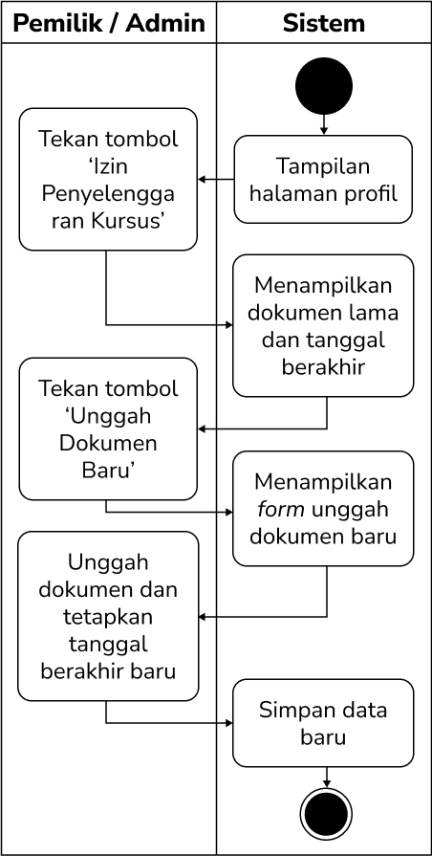 Pemilik / Admin
Sistem
Tampilan
halaman profil
Tekan tombol
‘Izin
Penyelengga
ran Kursus’
Menampilkan
dokumen lama
dan tanggal
berakhir
Tekan tombol
‘Unggah
Dokumen
Baru’
Menampilkan
form unggah
dokumen baru
Unggah
dokumen dan
tetapkan
tanggal
berakhir baru
Simpan data
baru